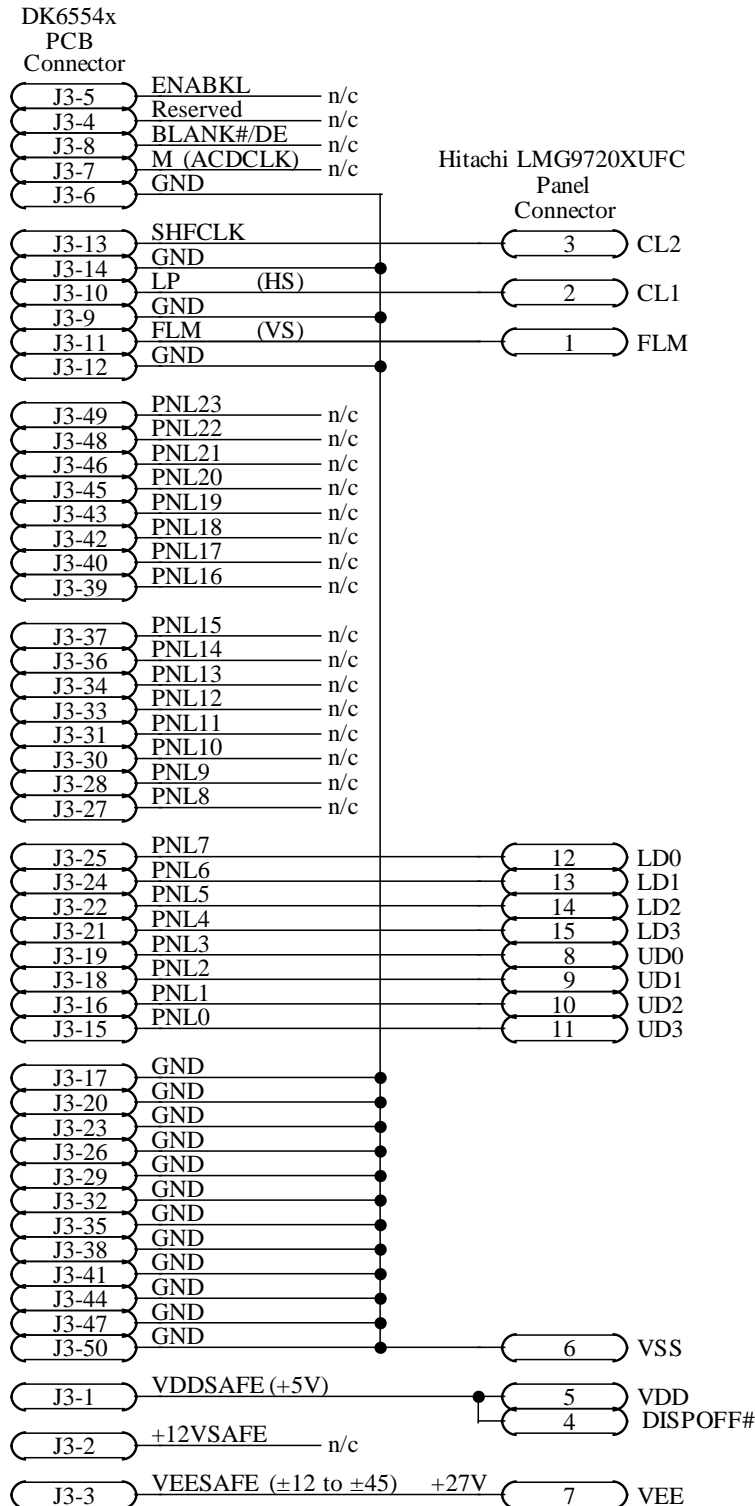 DK6554x
PCB
Connector
J3-5 ENABKL n/c
J3-4 Reserved n/c
J3-8 BLANK#/DE n/c
J3-7 M (ACDCLK) n/c
J3-6 GND
Hitachi LMG9720XUFC
Panel
Connector
J3-13 SHFCLK 3 CL2
J3-14 GND
J3-10 LP (HS) 2 CL1
J3-9 GND
J3-11 FLM (VS) 1 FLM
J3-12 GND
J3-49 PNL23 n/c
J3-48 PNL22 n/c
J3-46 PNL21 n/c
J3-45 PNL20 n/c
J3-43 PNL19 n/c
J3-42 PNL18 n/c
J3-40 PNL17 n/c
J3-39 PNL16 n/c
J3-37 PNL15 n/c
J3-36 PNL14 n/c
J3-34 PNL13 n/c
J3-33 PNL12 n/c
J3-31 PNL11 n/c
J3-30 PNL10 n/c
J3-28 PNL9 n/c
J3-27 PNL8 n/c
J3-25 PNL7 12 LD0
J3-24 PNL6 13 LD1
J3-22 PNL5 14 LD2
J3-21 PNL4 15 LD3
J3-19 PNL3 8 UD0
J3-18 PNL2 9 UD1
J3-16 PNL1 10 UD2
J3-15 PNL0 11 UD3
J3-17 GND
J3-20 GND
J3-23 GND
J3-26 GND
J3-29 GND
J3-32 GND
J3-35 GND
J3-38 GND
J3-41 GND
J3-44 GND
J3-47 GND
J3-50 GND 6 VSS
J3-1 VDDSAFE (+5V) 5 VDD
4 DISPOFF#
J3-2 +12VSAFE n/c
J3-3 VEESAFE (±12 to ±45) +27V 7 VEE